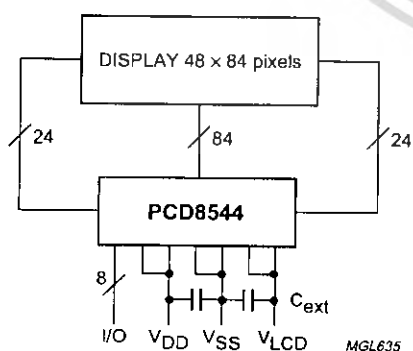 DISPLAY 48 x 84 pixels
24
84
24
PCD8544
8
Cext
I/O
VDD
VSS
VLCD
MGL635